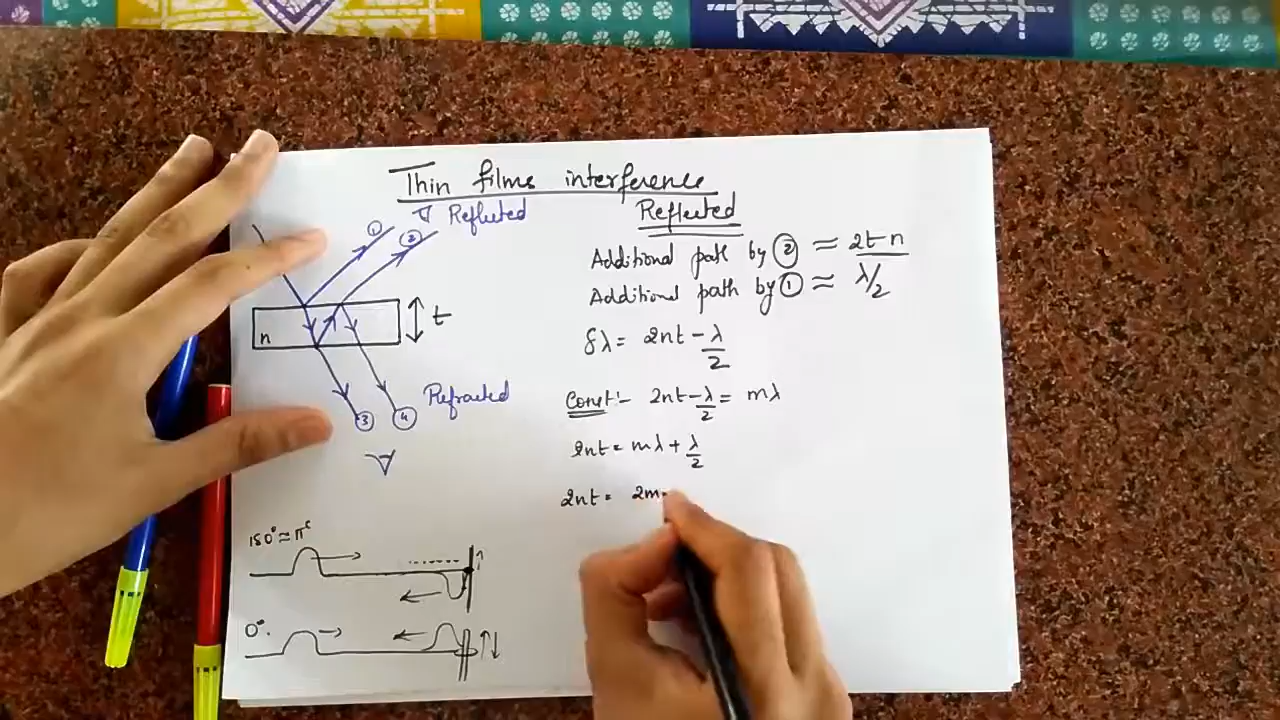 Thin films interference
Reflected
Reflected
① ②
Additional path by ② ≈ 2t n
Additional path by ① ≈ λ/2
n
t
δλ = 2nt - λ/2
Refracted
③ ④
Const:- 2nt - λ/2 = mλ
2nt = mλ + λ/2
2nt = 2m
180° ≈ πᶜ
0°.